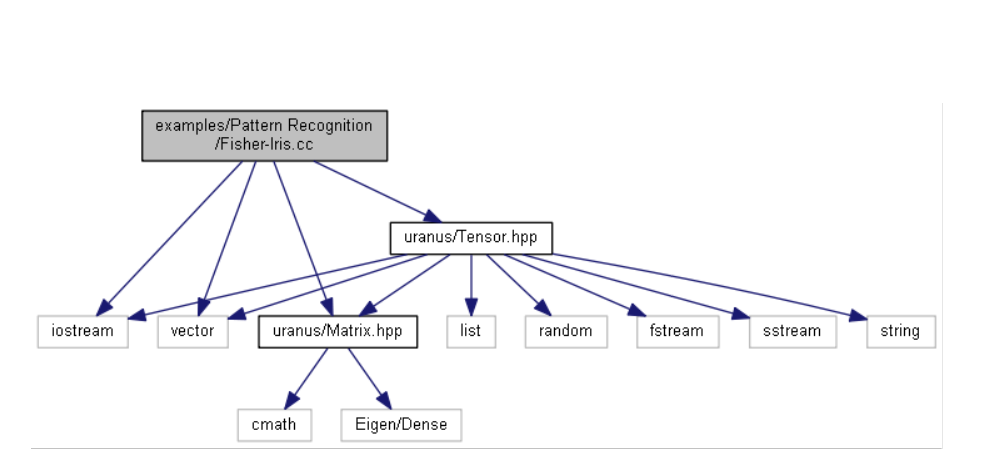 examples/Pattern Recognition
/Fisher-Iris.cc
uranus/Tensor.hpp
iostream
vector
uranus/Matrix.hpp
list
random
fstream
sstream
string
cmath
Eigen/Dense